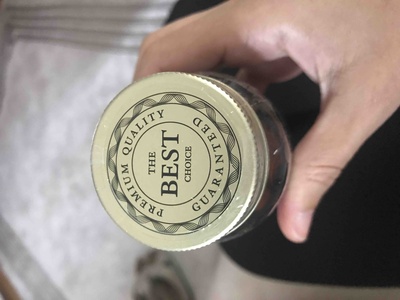 PREMIUM QUALITY
THE
BEST
CHOICE
GUARANTEED